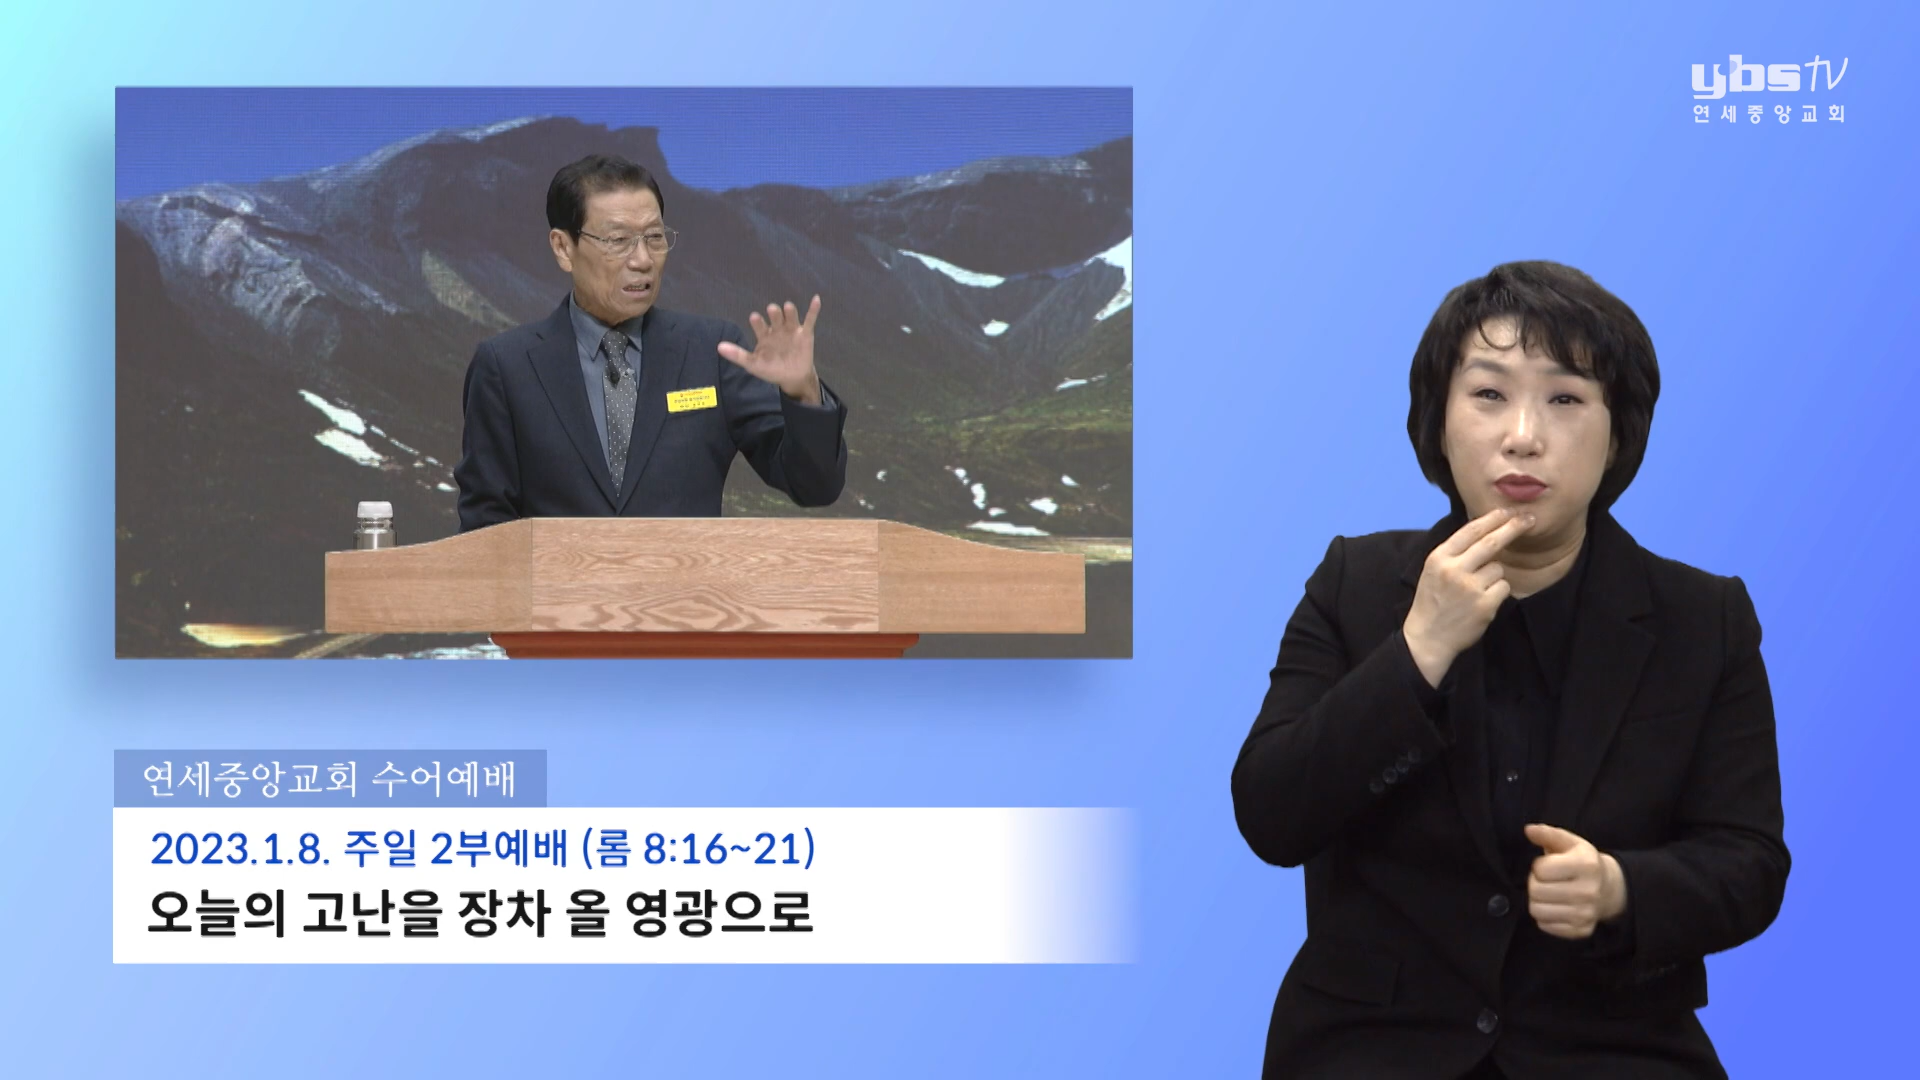 ybstv
연세중앙교회
연세중앙교회 수어예배
2023.1.8. 주일 2부예배 (롬 8:16~21)
오늘의 고난을 장차 올 영광으로